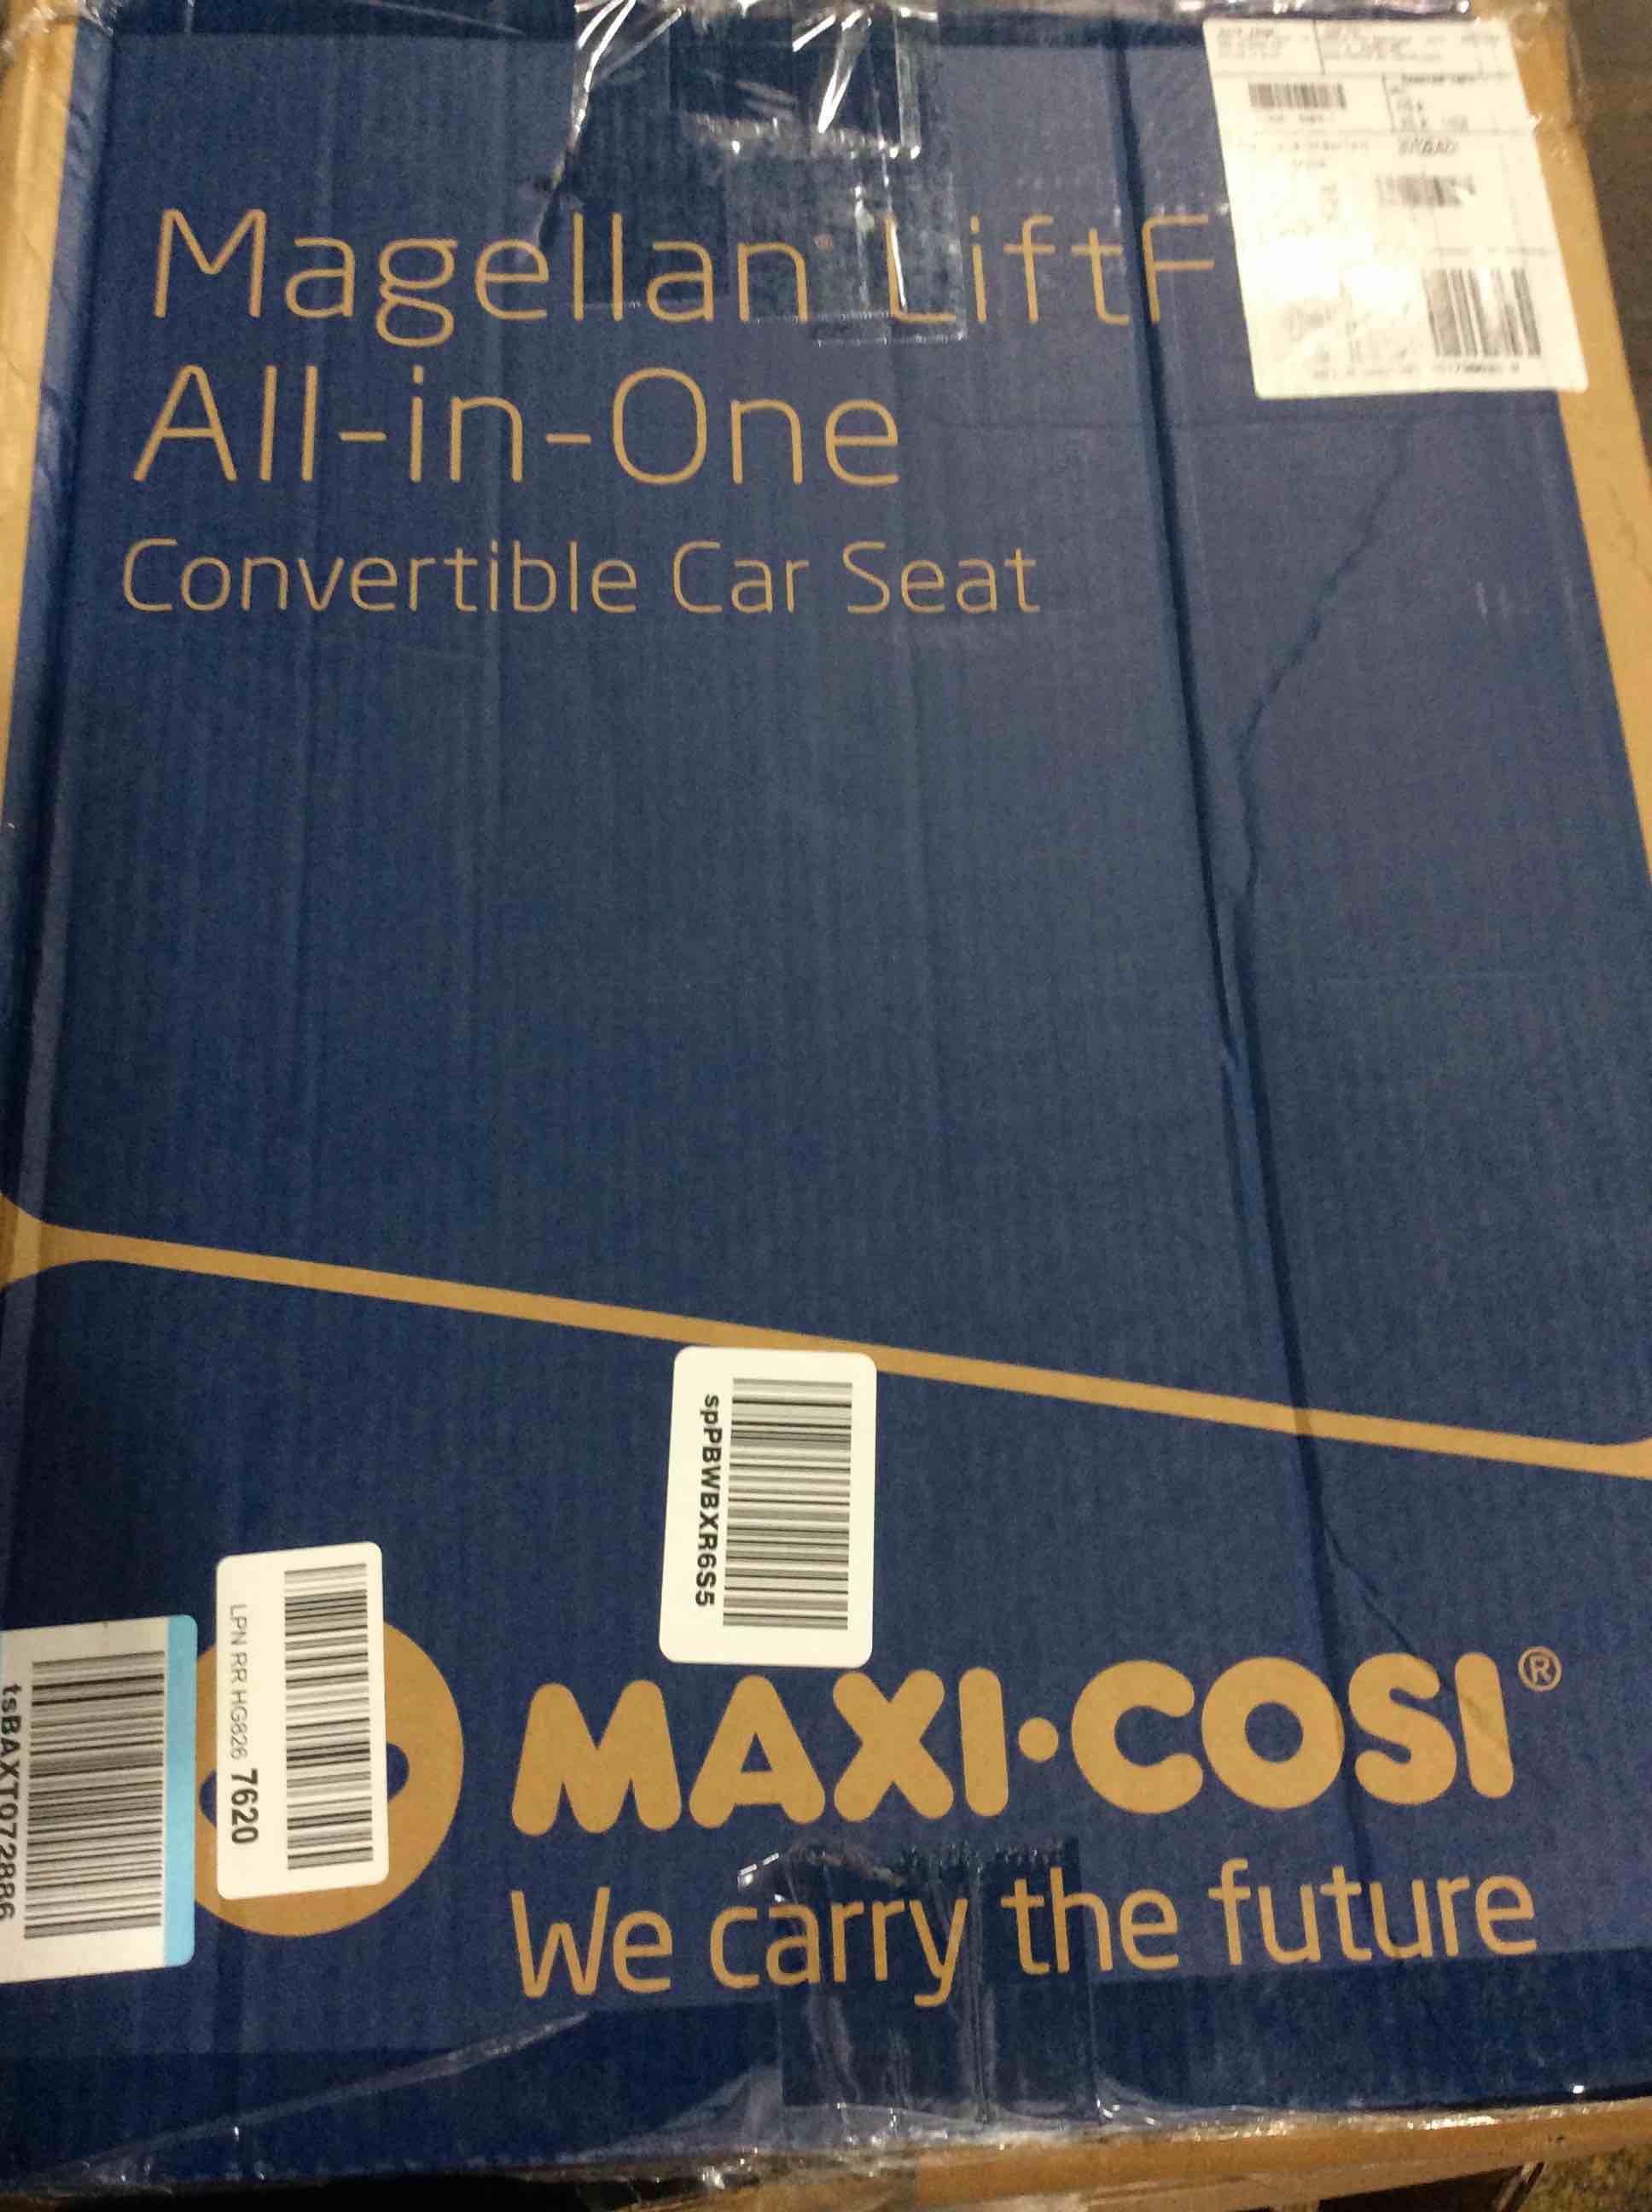 Magellan® LiftF
All-in-One
Convertible Car Seat
spPBWBXR6S5
LPN RR HG826 7620
tsBAXT072886
MAXI·COSI®
We carry the future